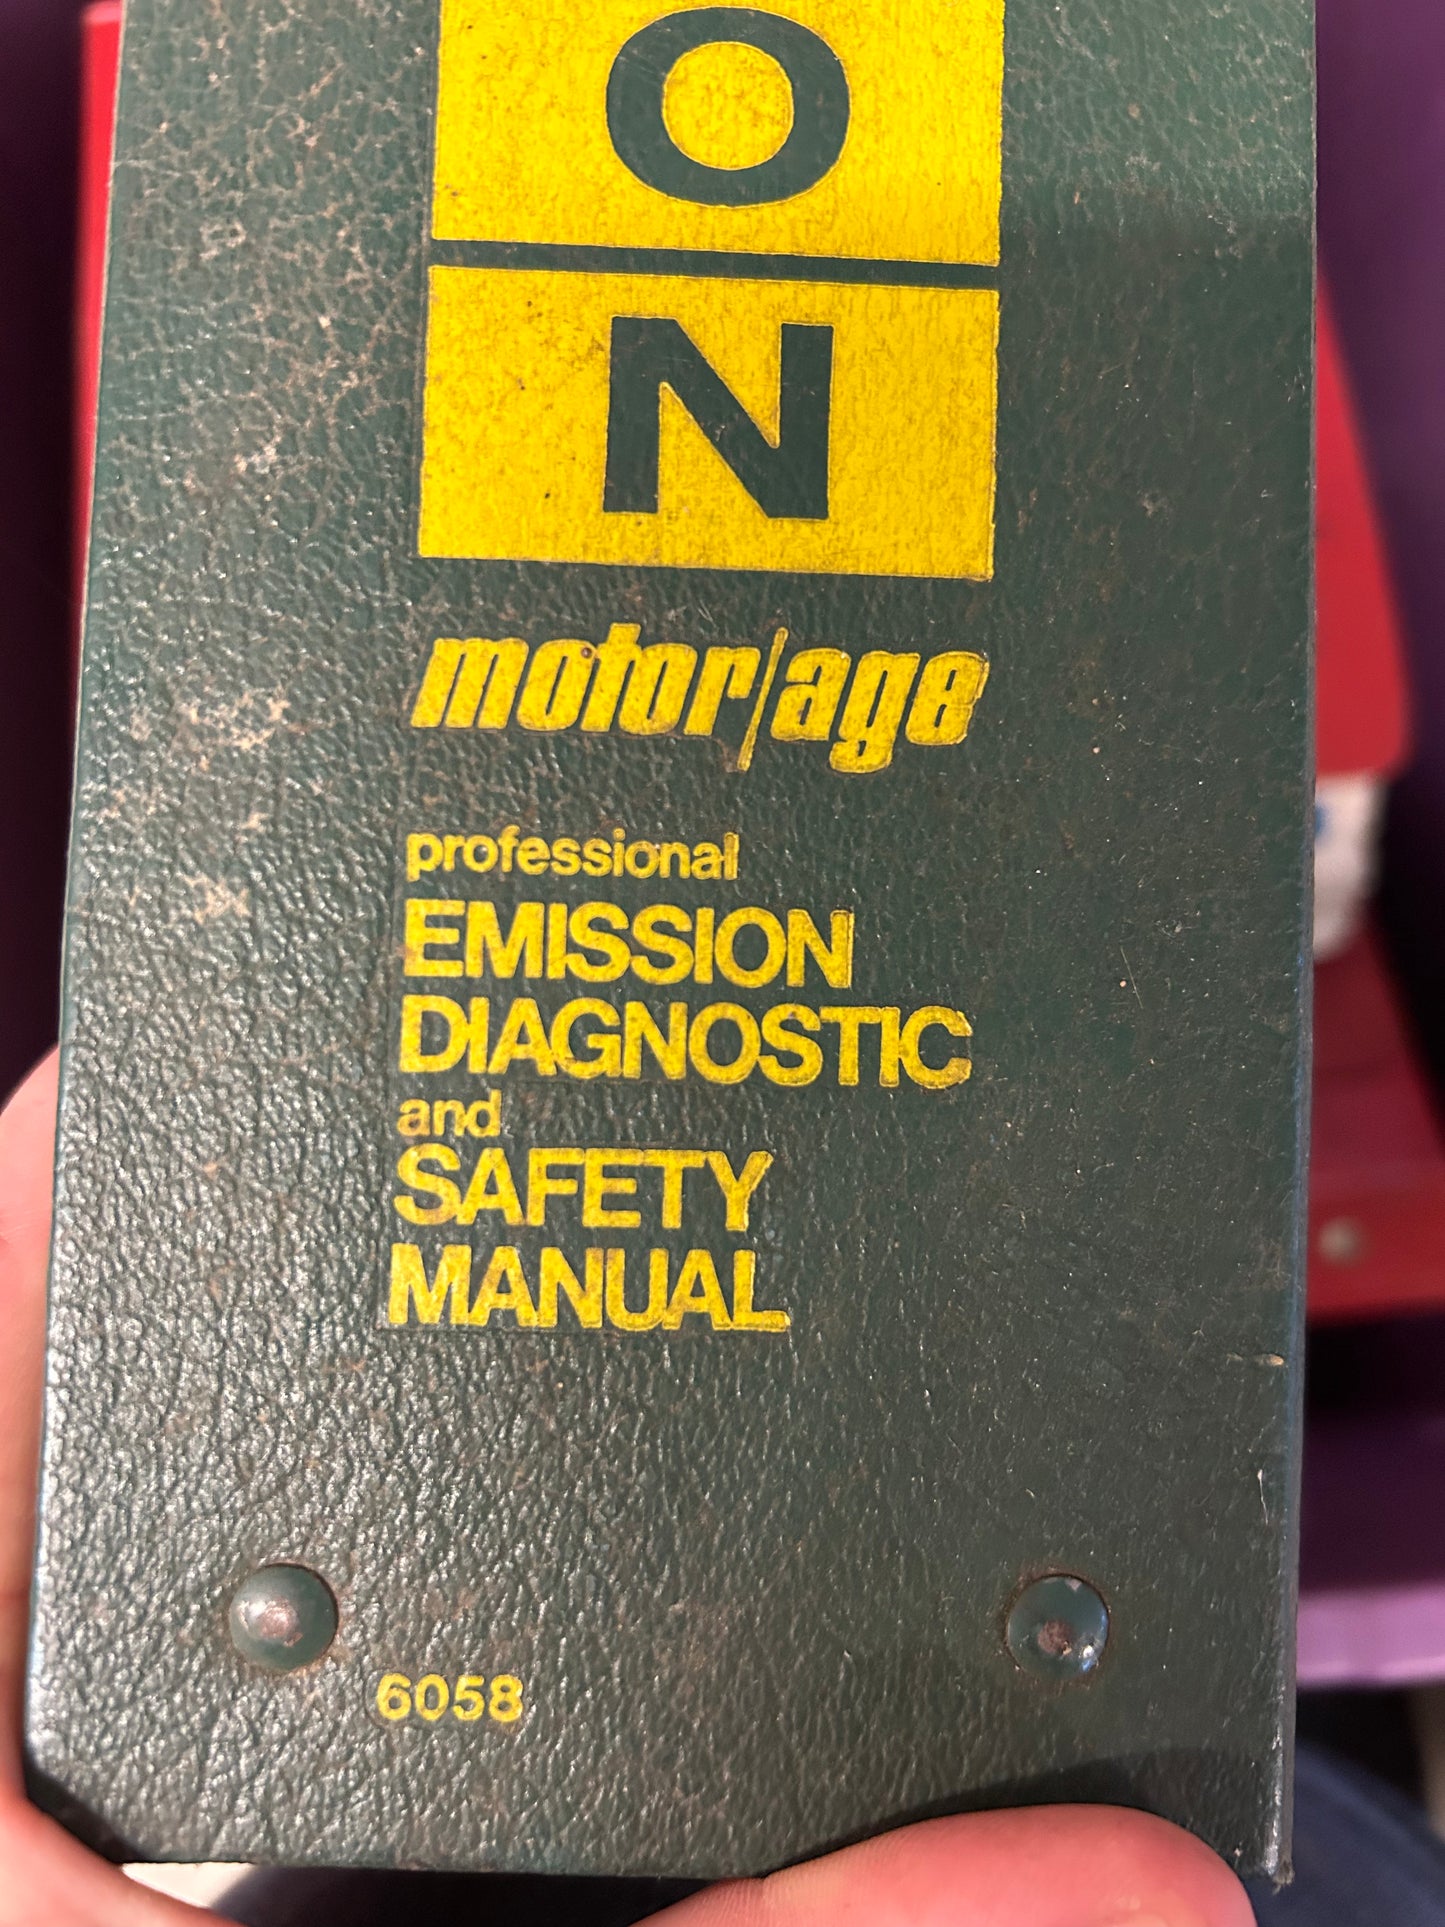 O
N
motor/age
professional
EMISSION
DIAGNOSTIC
and
SAFETY
MANUAL
6058